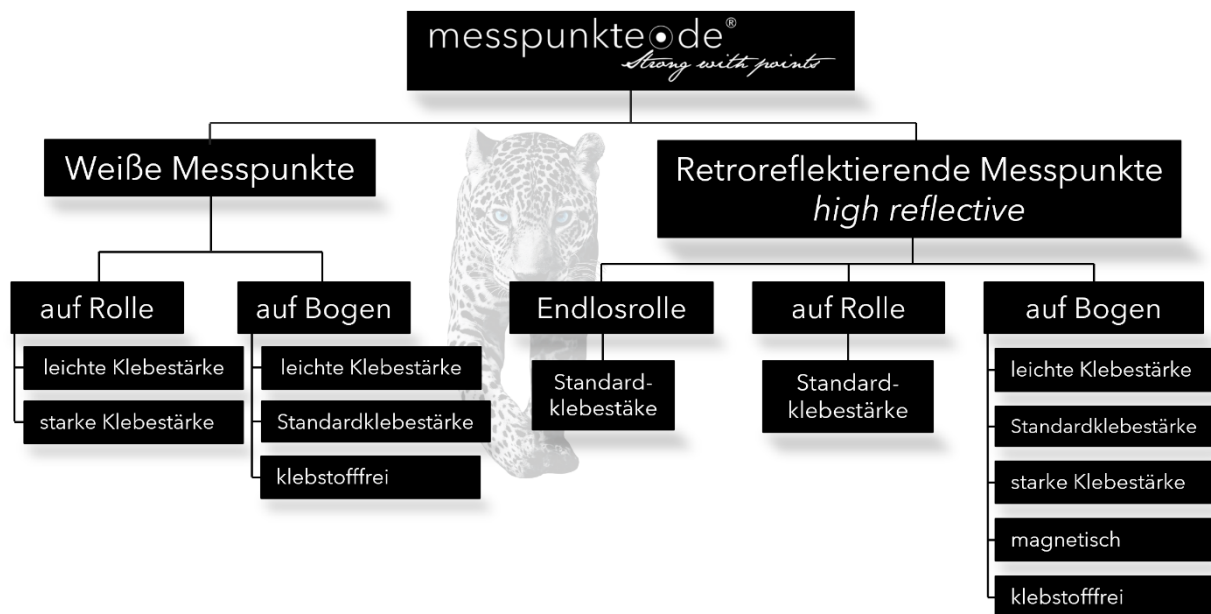 messpunkte.de®
Strong with points
Weiße Messpunkte
Retroreflektierende Messpunkte
high reflective
auf Rolle
auf Bogen
Endlosrolle
auf Rolle
auf Bogen
leichte Klebestärke
starke Klebestärke
leichte Klebestärke
Standardklebestärke
klebstofffrei
Standard-
klebestäke
Standard-
klebestärke
leichte Klebestärke
Standardklebestärke
starke Klebestärke
magnetisch
klebstofffrei